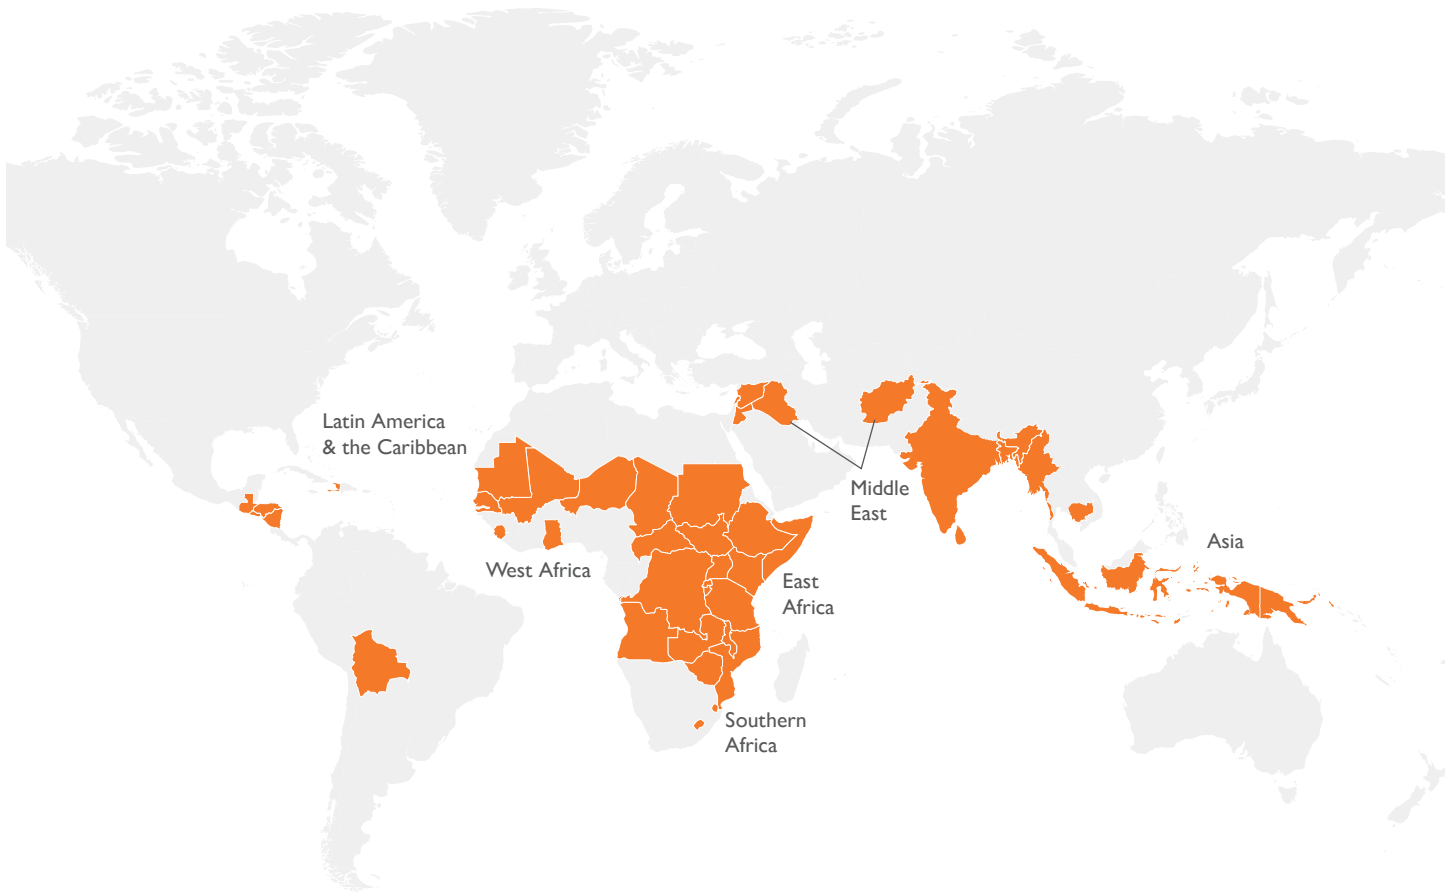 Latin America
& the Caribbean
Middle
East
Asia
West Africa
East
Africa
Southern
Africa